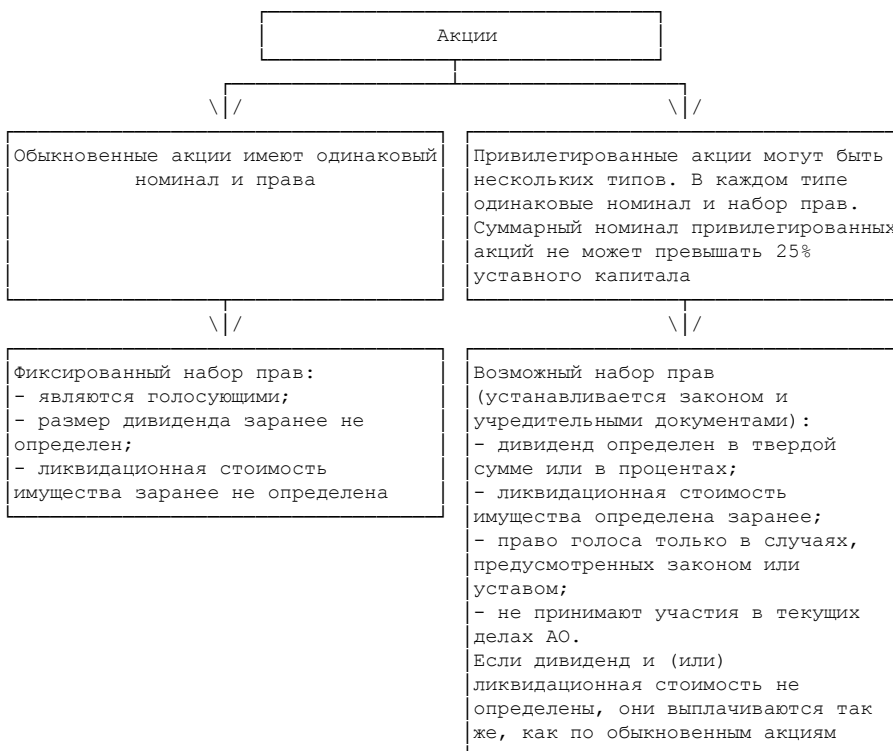 Акции
Обыкновенные акции имеют одинаковый
номинал и права
Привилегированные акции могут быть
нескольких типов. В каждом типе
одинаковые номинал и набор прав.
Суммарный номинал привилегированных
акций не может превышать 25%
уставного капитала
Фиксированный набор прав:
- являются голосующими;
- размер дивиденда заранее не
определен;
- ликвидационная стоимость
имущества заранее не определена
Возможный набор прав
(устанавливается законом и
учредительными документами):
- дивиденд определен в твердой
сумме или в процентах;
- ликвидационная стоимость
имущества определена заранее;
- право голоса только в случаях,
предусмотренных законом или
уставом;
- не принимают участия в текущих
делах АО.
Если дивиденд и (или)
ликвидационная стоимость не
определены, они выплачиваются так
же, как по обыкновенным акциям